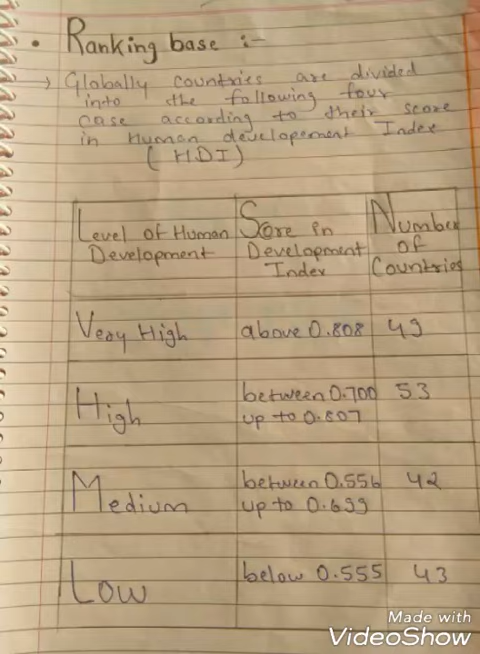 • Ranking base :-
→ Globally countries are divided
into the following four
case according to their score
in Human developement Index
(HDI)
Level of Human Development
Score in Development Index
Number of Countries
Very High above 0.808 49
High between 0.700 up to 0.807 53
Medium between 0.556 up to 0.699 42
Low below 0.555 43
Made with
VideoShow